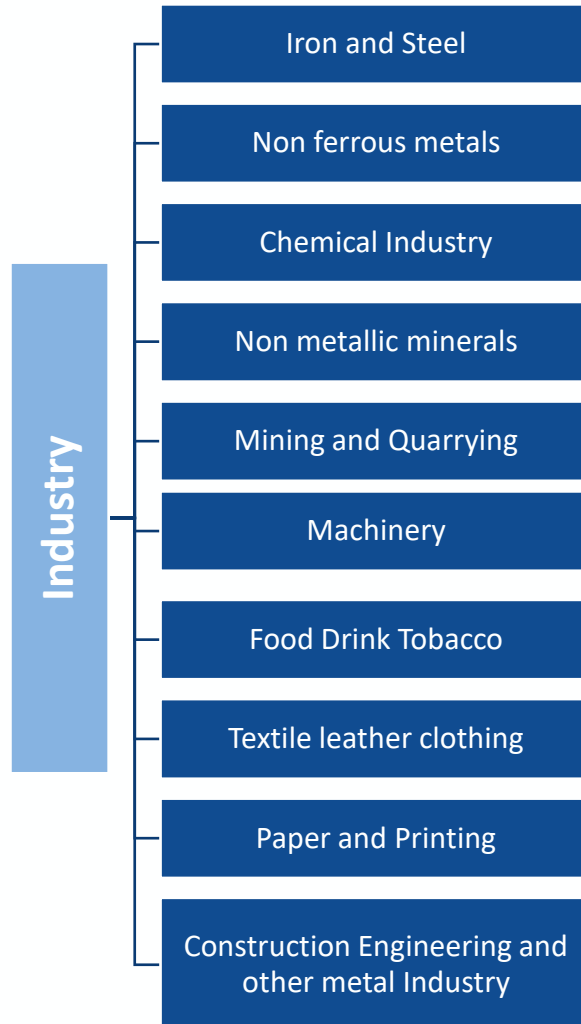 Industry
Iron and Steel
Non ferrous metals
Chemical Industry
Non metallic minerals
Mining and Quarrying
Machinery
Food Drink Tobacco
Textile leather clothing
Paper and Printing
Construction Engineering and
other metal Industry